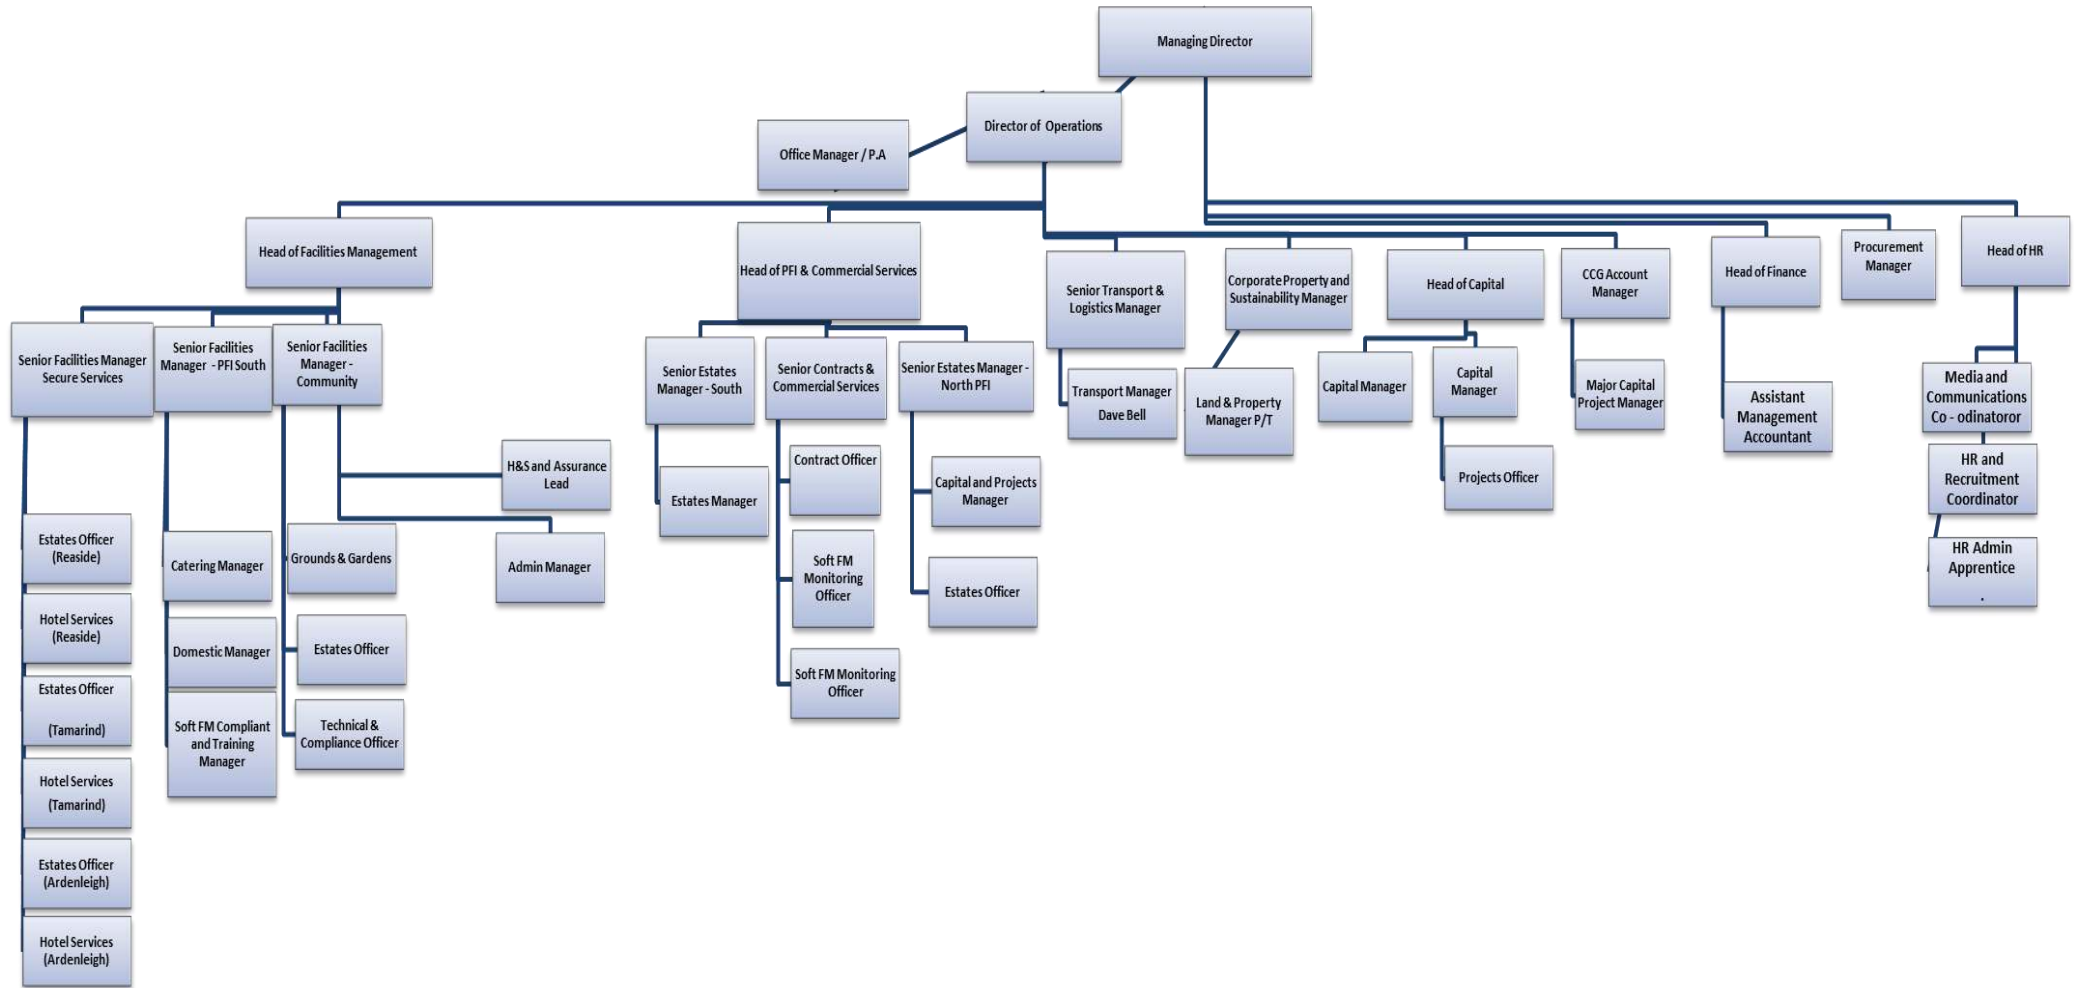 Managing Director
Director of  Operations
Office Manager / P.A
Head of Facilities Management
Head of PFI & Commercial Services
Senior Transport &
Logistics Manager
Corporate Property and
Sustainability Manager
Head of Capital
CCG Account
Manager
Head of Finance
Procurement
Manager
Head of HR
Senior Facilities Manager
Secure Services
Senior Facilities
Manager  - PFI South
Senior Facilities
Manager -
Community
Senior Estates
Manager - South
Senior Contracts &
Commercial Services
Senior Estates Manager -
North PFI
Transport Manager
Dave Bell
Land & Property
Manager P/T
Capital Manager
Capital
Manager
Major Capital
Project Manager
Assistant
Management
Accountant
Media and
Communications
Co - odinatoror
H&S and Assurance
Lead
Estates Manager
Contract Officer
Capital and Projects
Manager
Projects Officer
HR and
Recruitment
Coordinator
Estates Officer
(Reaside)
Catering Manager
Grounds & Gardens
Admin Manager
Soft FM
Monitoring
Officer
Estates Officer
HR Admin
Apprentice
.
Hotel Services
(Reaside)
Domestic Manager
Estates Officer
Soft FM Monitoring
Officer
Estates Officer
(Tamarind)
Soft FM Compliant
and Training
Manager
Technical &
Compliance Officer
Hotel Services
(Tamarind)
Estates Officer
(Ardenleigh)
Hotel Services
(Ardenleigh)